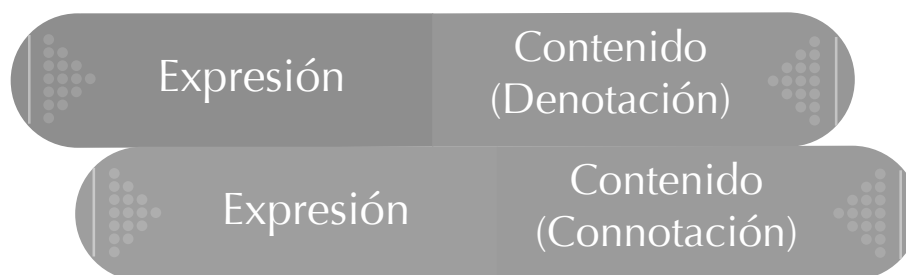 Expresión
Contenido
(Denotación)
Expresión
Contenido
(Connotación)